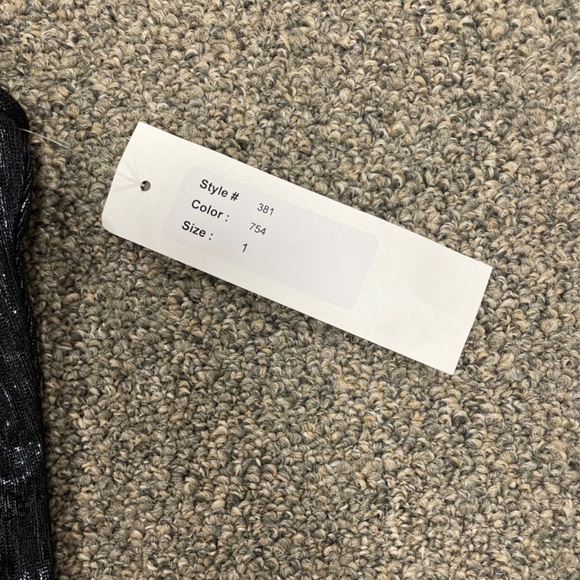 Style # 381
Color : 754
Size : 1